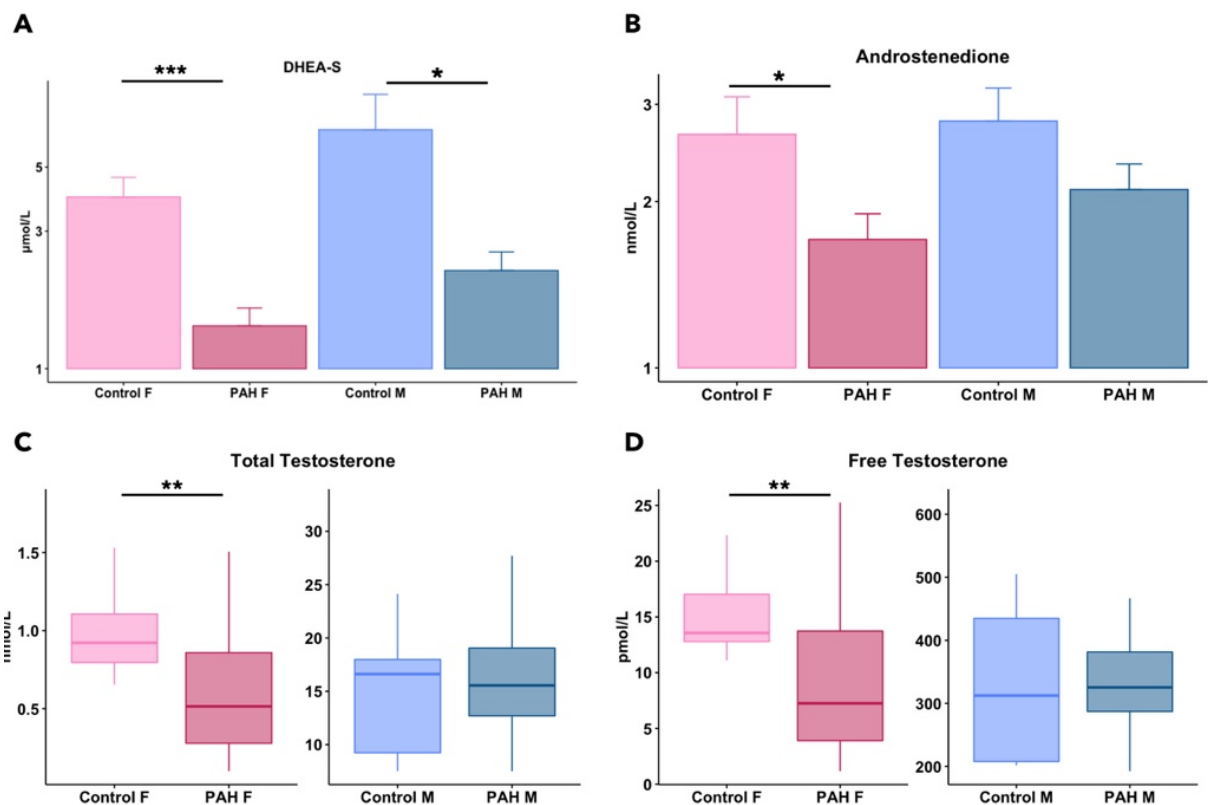 A
DHEA-S
***
*
5
3
1
µmol/L
Control F PAH F Control M PAH M
B
Androstenedione
*
3
2
1
nmol/L
Control F PAH F Control M PAH M
C
Total Testosterone
**
1.5
1.0
0.5
Control F PAH F
30
25
20
15
10
Control M PAH M
D
Free Testosterone
**
25
20
15
10
5
0
pmol/L
Control F PAH F
600
500
400
300
200
Control M PAH M